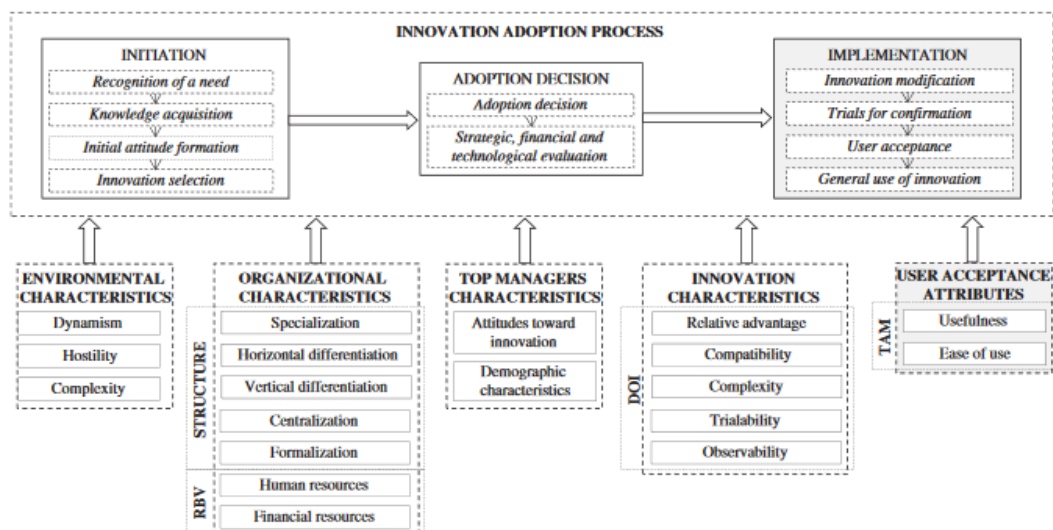 INNOVATION ADOPTION PROCESS
INITIATION
Recognition of a need
Knowledge acquisition
Initial attitude formation
Innovation selection
ADOPTION DECISION
Adoption decision
Strategic, financial and
technological evaluation
IMPLEMENTATION
Innovation modification
Trials for confirmation
User acceptance
General use of innovation
ENVIRONMENTAL
CHARACTERISTICS
Dynamism
Hostility
Complexity
ORGANIZATIONAL
CHARACTERISTICS
STRUCTURE
Specialization
Horizontal differentiation
Vertical differentiation
Centralization
Formalization
RBV
Human resources
Financial resources
TOP MANAGERS
CHARACTERISTICS
Attitudes toward
innovation
Demographic
characteristics
INNOVATION
CHARACTERISTICS
DOI
Relative advantage
Compatibility
Complexity
Trialability
Observability
USER ACCEPTANCE
ATTRIBUTES
TAM
Usefulness
Ease of use